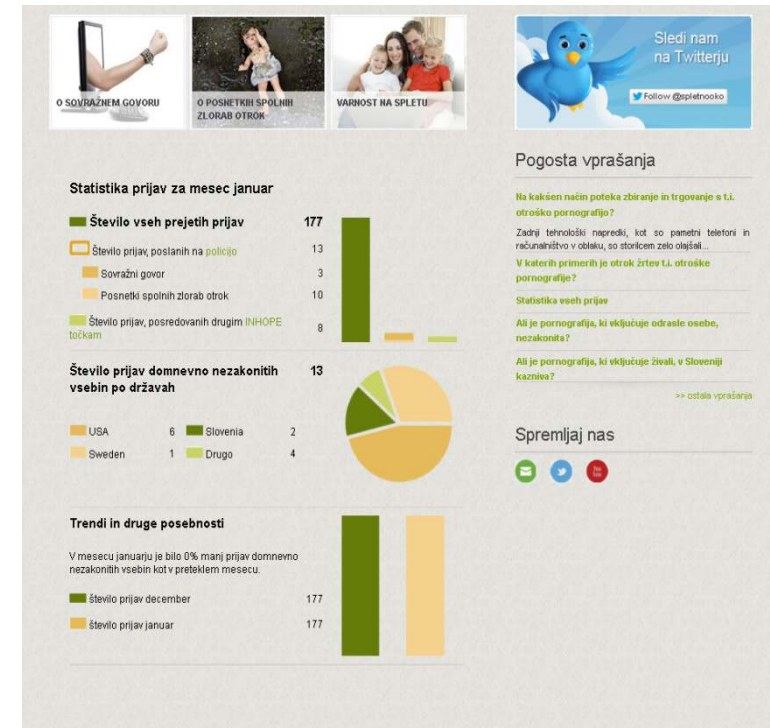 O SOVRAŽNEM GOVORU
O POSNETKIH SPOLNIH
ZLORAB OTROK
VARNOST NA SPLETU
Sledi nam
na Twitterju
Follow @spletnooko
Statistika prijav za mesec januar
Število vseh prejetih prijav 177
Število prijav, poslanih na policijo 13
Sovražni govor 3
Posnetki spolnih zlorab otrok 10
Število prijav, posredovanih drugim INHOPE
točkam 8
Število prijav domnevno nezakonitih 13
vsebin po državah
USA 6 Slovenia 2
Sweden 1 Drugo 4
Trendi in druge posebnosti
V mesecu januarju je bilo 0% manj prijav domnevno
nezakonitih vsebin kot v preteklem mesecu.
število prijav december 177
število prijav januar 177
Pogosta vprašanja
Na kakšen način poteka zbiranje in trgovanje s t.i.
otroško pornografijo?
Zadnji tehnološki napredki, kot so pametni telefoni in
računalništvo v oblaku, so storilcem zelo olajšali...
V katerih primerih je otrok žrtev t.i. otroške
pornografije?
Statistika vseh prijav
Ali je pornografija, ki vključuje odrasle osebe,
nezakonita?
Ali je pornografija, ki vključuje živali, v Sloveniji
kazniva?
>> ostala vprašanja
Spremljaj nas
You
Tube